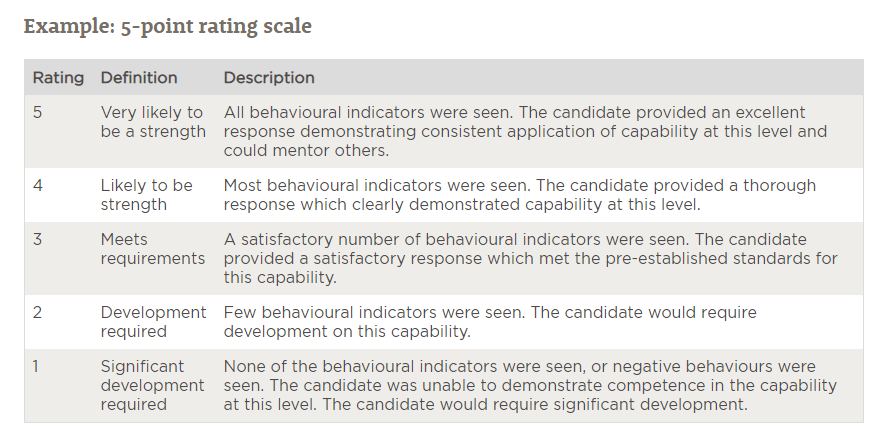 Example: 5-point rating scale
Rating Definition Description
5 Very likely to be a strength All behavioural indicators were seen. The candidate provided an excellent response demonstrating consistent application of capability at this level and could mentor others.
4 Likely to be strength Most behavioural indicators were seen. The candidate provided a thorough response which clearly demonstrated capability at this level.
3 Meets requirements A satisfactory number of behavioural indicators were seen. The candidate provided a satisfactory response which met the pre-established standards for this capability.
2 Development required Few behavioural indicators were seen. The candidate would require development on this capability.
1 Significant development required None of the behavioural indicators were seen, or negative behaviours were seen. The candidate was unable to demonstrate competence in the capability at this level. The candidate would require significant development.